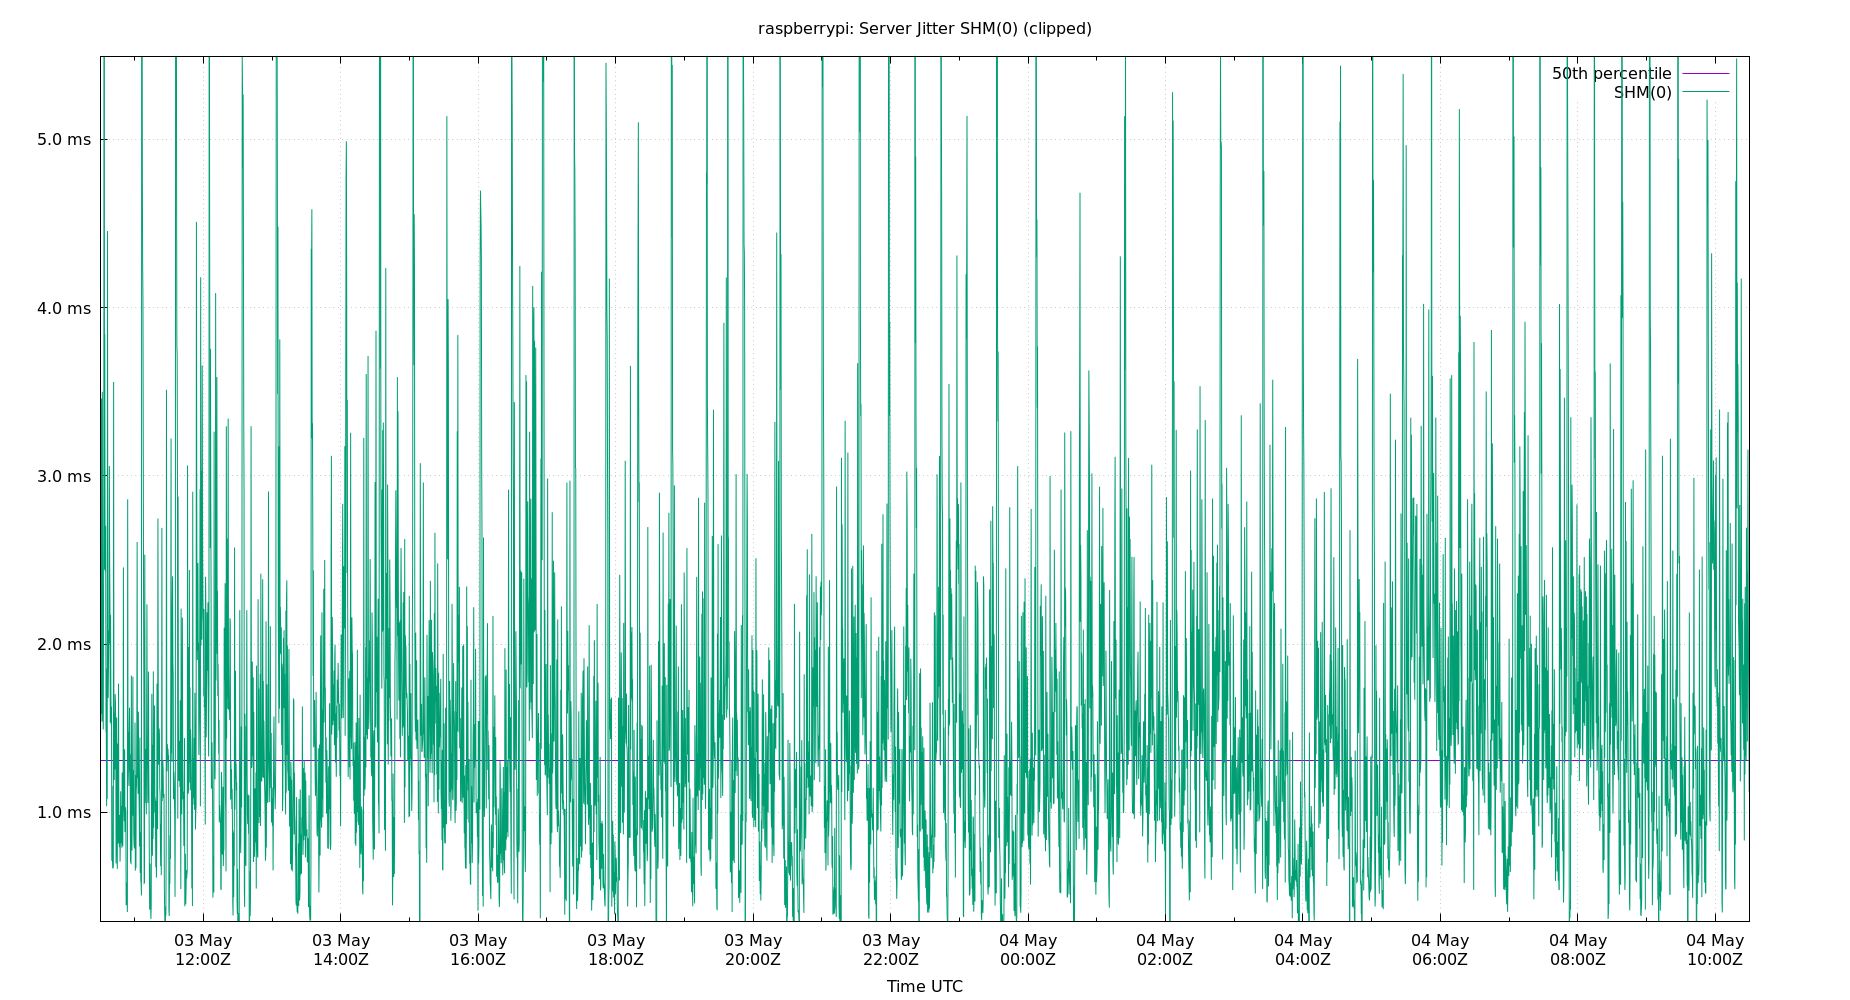 raspberrypi: Server Jitter SHM(0) (clipped)
50th percentile
SHM(0)
5.0 ms
4.0 ms
3.0 ms
2.0 ms
1.0 ms
03 May 03 May 03 May 03 May 03 May 03 May 04 May 04 May 04 May 04 May 04 May 04 May
12:00Z 14:00Z 16:00Z 18:00Z 20:00Z 22:00Z 00:00Z 02:00Z 04:00Z 06:00Z 08:00Z 10:00Z
Time UTC